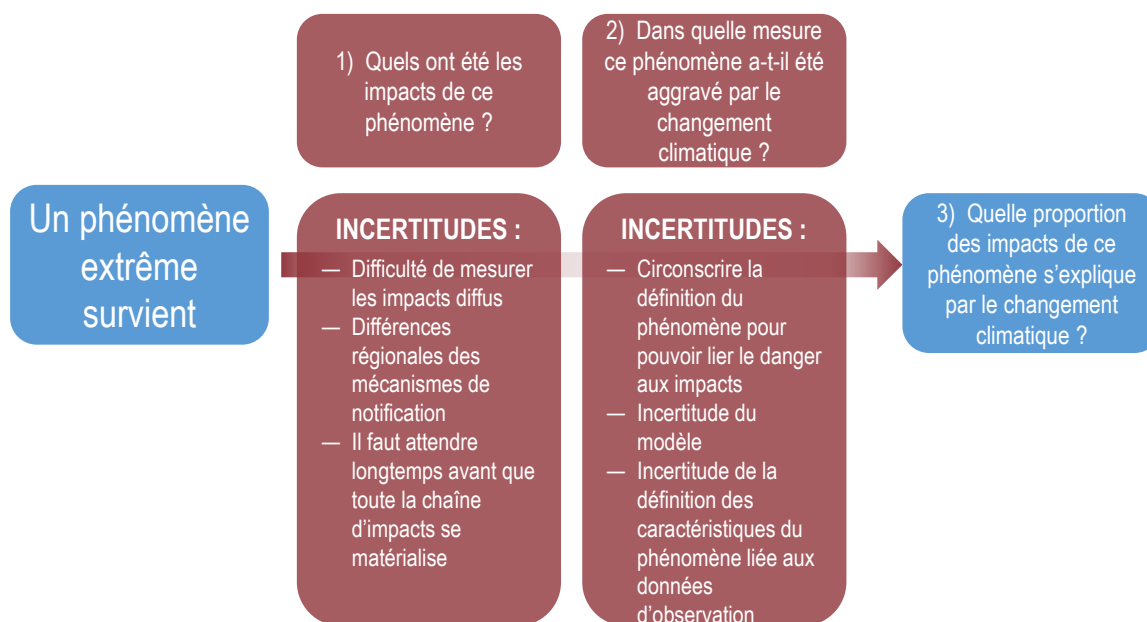 1) Quels ont été les
impacts de ce
phénomène ?
2) Dans quelle mesure
ce phénomène a-t-il été
aggravé par le
changement
climatique ?
Un phénomène
extrême
survient
INCERTITUDES :
— Difficulté de mesurer
les impacts diffus
— Différences
régionales des
mécanismes de
notification
— Il faut attendre
longtemps avant que
toute la chaîne
d’impacts se
matérialise
INCERTITUDES :
— Circonscrire la
définition du
phénomène pour
pouvoir lier le danger
aux impacts
— Incertitude du
modèle
— Incertitude de la
définition des
caractéristiques du
phénomène liée aux
données
d’observation
3) Quelle proportion
des impacts de ce
phénomène s’explique
par le changement
climatique ?